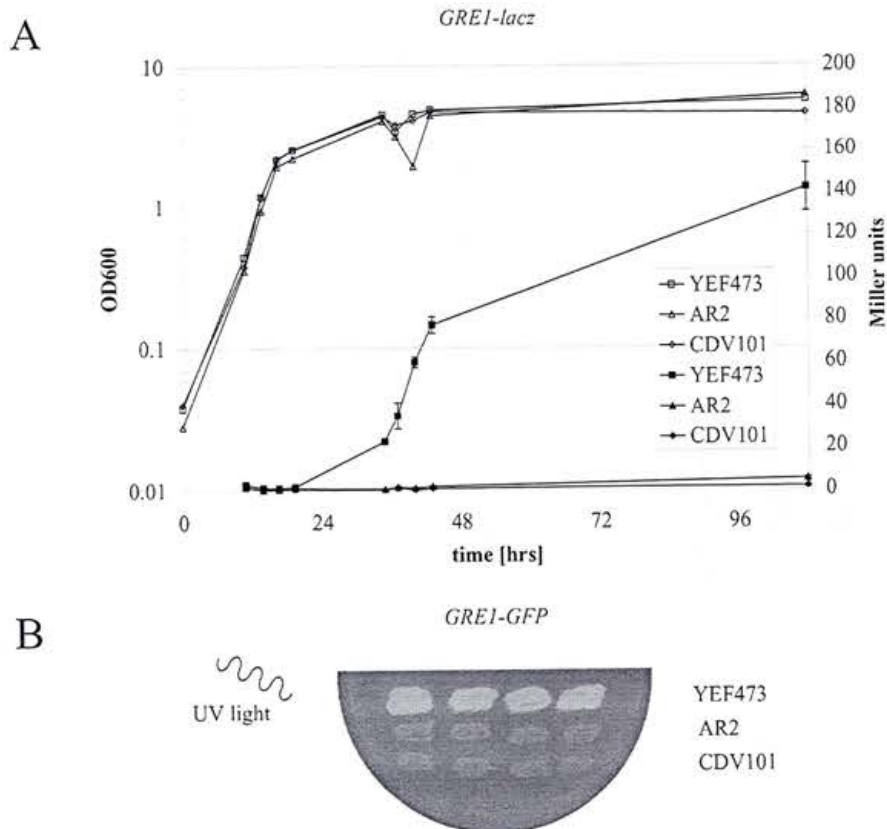 A
GRE1-lacz
10
1
0.1
0.01
OD600
200
180
160
140
120
100
80
60
40
20
0
Miller units
YEF473
AR2
CDV101
YEF473
AR2
CDV101
0 24 48 72 96
time [hrs]
B
GRE1-GFP
UV light
YEF473
AR2
CDV101